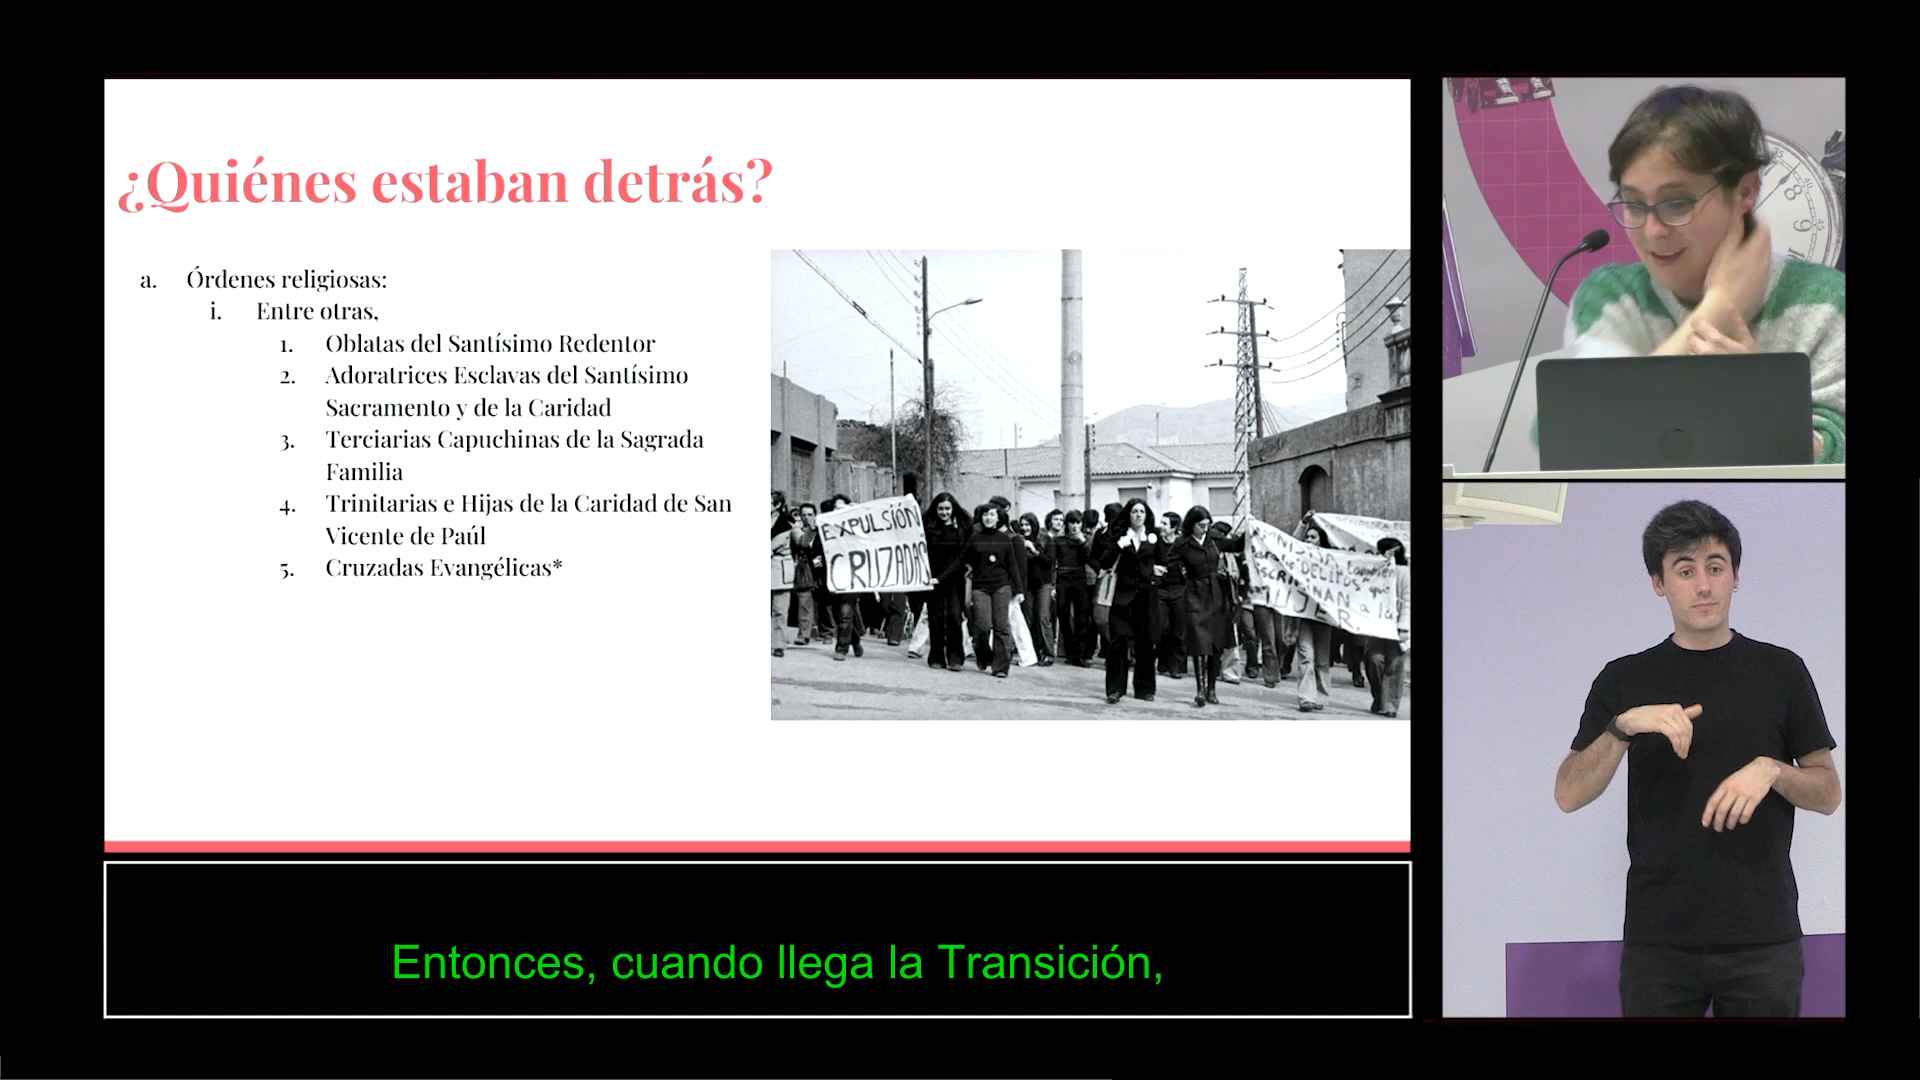 ¿Quiénes estaban detrás?
a. Órdenes religiosas:
i. Entre otras,
1. Oblatas del Santísimo Redentor
2. Adoratrices Esclavas del Santísimo
Sacramento y de la Caridad
3. Terciarias Capuchinas de la Sagrada
Familia
4. Trinitarias e Hijas de la Caridad de San
Vicente de Paúl
5. Cruzadas Evangélicas*
EXPULSIÓN
CRUZADAS
DELITOS que
a la
Entonces, cuando llega la Transición,